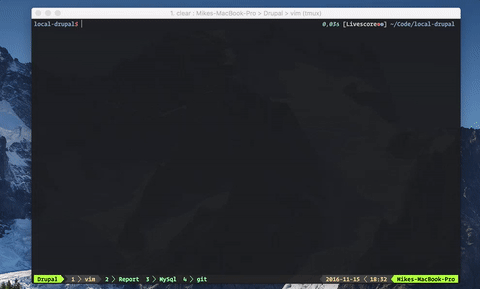 1. clear : Mikes-MacBook-Pro > Drupal > vim (tmux)
local-drupal$ 0,03s [Livescore=●] ~/Code/local-drupal
Drupal 1 > vim 2 > Report 3 > MySql 4 > git 2016-11-15 < 18:32 Mikes-MacBook-Pro